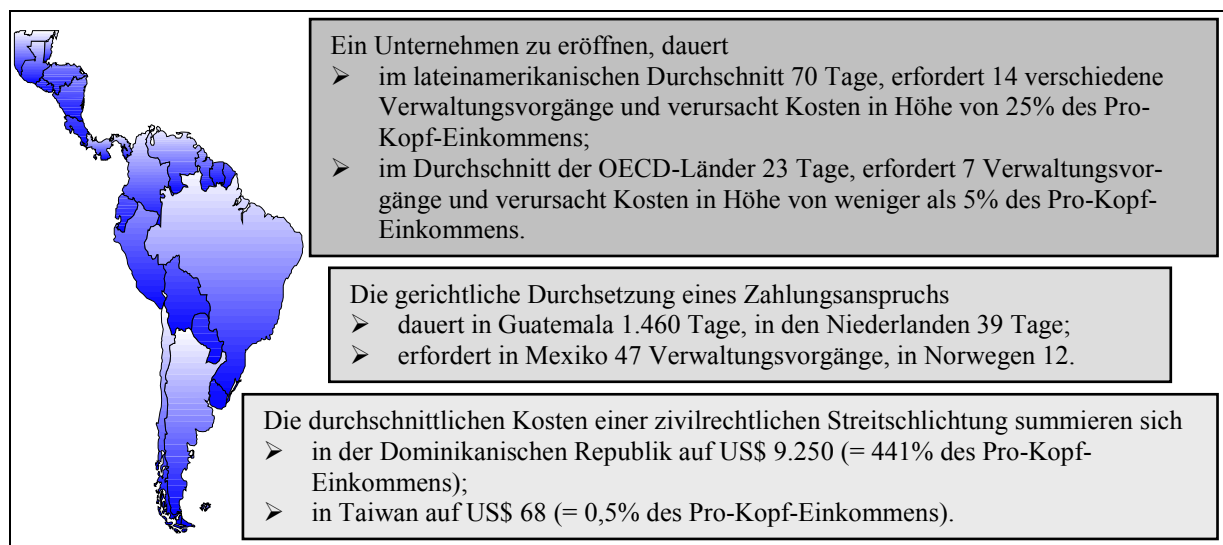 Ein Unternehmen zu eröffnen, dauert
➢ im lateinamerikanischen Durchschnitt 70 Tage, erfordert 14 verschiedene
Verwaltungsvorgänge und verursacht Kosten in Höhe von 25% des Pro-
Kopf-Einkommens;
➢ im Durchschnitt der OECD-Länder 23 Tage, erfordert 7 Verwaltungsvor-
gänge und verursacht Kosten in Höhe von weniger als 5% des Pro-Kopf-
Einkommens.
Die gerichtliche Durchsetzung eines Zahlungsanspruchs
➢ dauert in Guatemala 1.460 Tage, in den Niederlanden 39 Tage;
➢ erfordert in Mexiko 47 Verwaltungsvorgänge, in Norwegen 12.
Die durchschnittlichen Kosten einer zivilrechtlichen Streitschlichtung summieren sich
➢ in der Dominikanischen Republik auf US$ 9.250 (= 441% des Pro-Kopf-
Einkommens);
➢ in Taiwan auf US$ 68 (= 0,5% des Pro-Kopf-Einkommens).